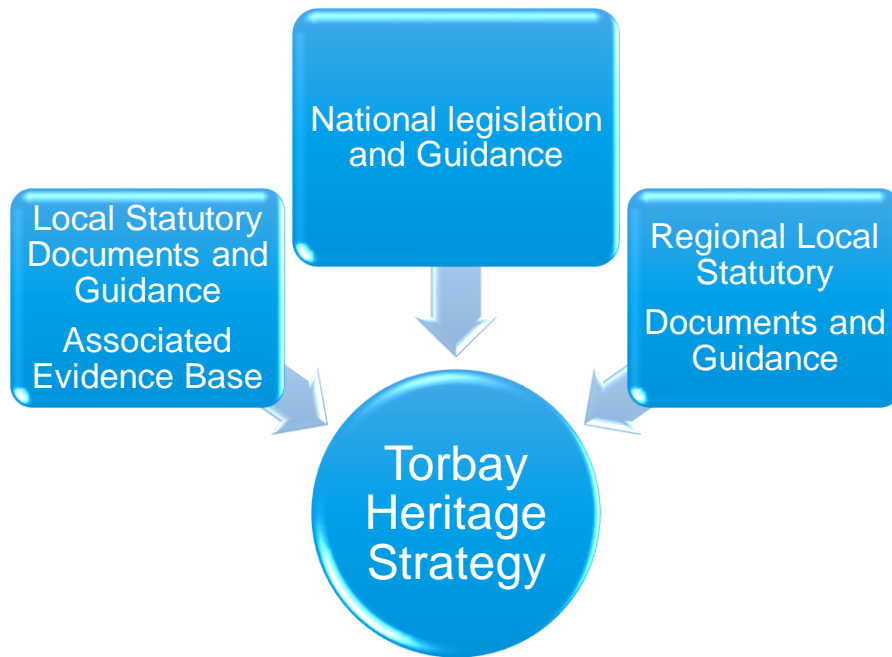 National legislation
and Guidance
Local Statutory
Documents and
Guidance
Associated
Evidence Base
Regional Local
Statutory
Documents and
Guidance
Torbay
Heritage
Strategy